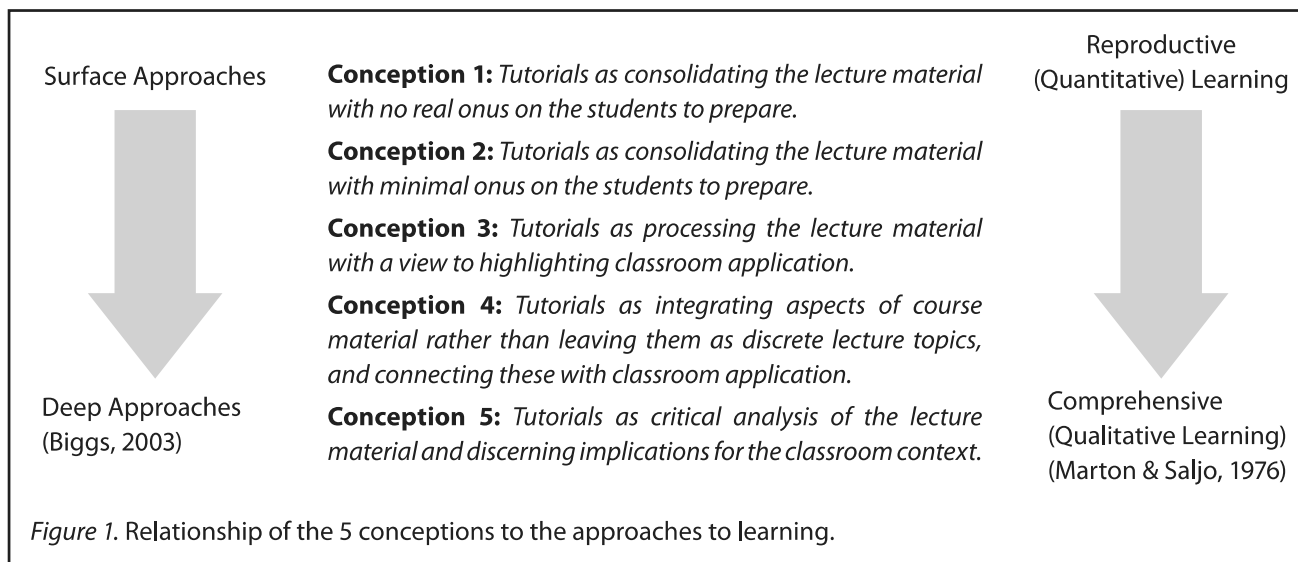 Surface Approaches
Deep Approaches
(Biggs, 2003)
Conception 1: Tutorials as consolidating the lecture material
with no real onus on the students to prepare.
Conception 2: Tutorials as consolidating the lecture material
with minimal onus on the students to prepare.
Conception 3: Tutorials as processing the lecture material
with a view to highlighting classroom application.
Conception 4: Tutorials as integrating aspects of course
material rather than leaving them as discrete lecture topics,
and connecting these with classroom application.
Conception 5: Tutorials as critical analysis of the lecture
material and discerning implications for the classroom context.
Reproductive
(Quantitative) Learning
Comprehensive
(Qualitative Learning)
(Marton & Saljo, 1976)
Figure 1. Relationship of the 5 conceptions to the approaches to learning.